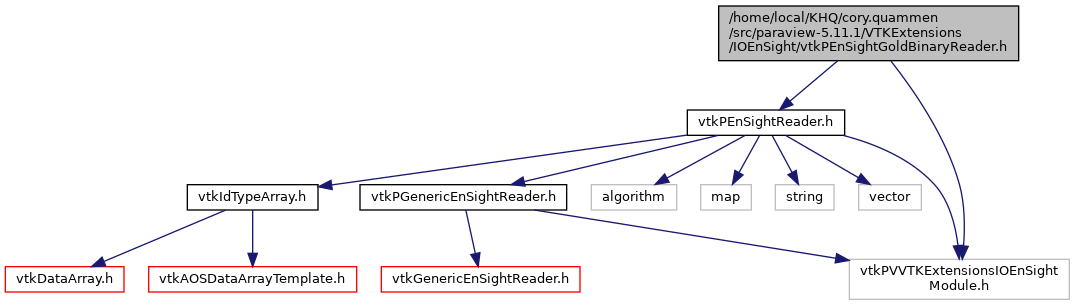 /home/local/KHQ/cory.quammen
/src/paraview-5.11.1/VTKExtensions
/IOEnSight/vtkPEnSightGoldBinaryReader.h
vtkPEnSightReader.h
vtkIdTypeArray.h
vtkPGenericEnSightReader.h
algorithm
map
string
vector
vtkDataArray.h
vtkAOSDataArrayTemplate.h
vtkGenericEnSightReader.h
vtkPVVTKExtensionsIOEnSight
Module.h